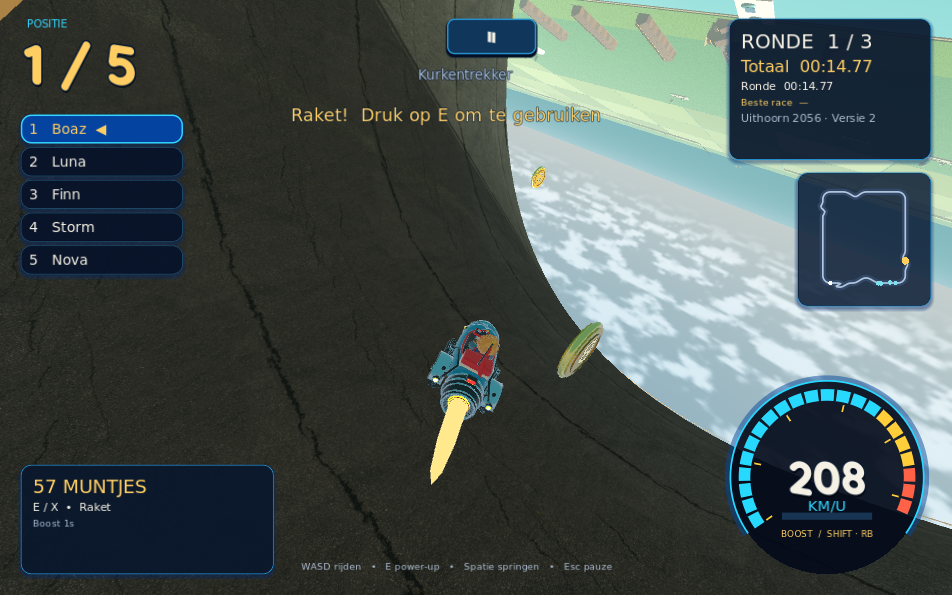 POSITIE
1 / 5
1 Boaz ◀
2 Luna
3 Finn
4 Storm
5 Nova
Kurkentrekker
Raket! Druk op E om te gebruiken
RONDE 1 / 3
Totaal 00:14.77
Ronde 00:14.77
Beste race —
Uithoorn 2056 · Versie 2
57 MUNTJES
E / X • Raket
Boost 1s
208
KM/U
BOOST / SHIFT · RB
WASD rijden • E power-up • Spatie springen • Esc pauze